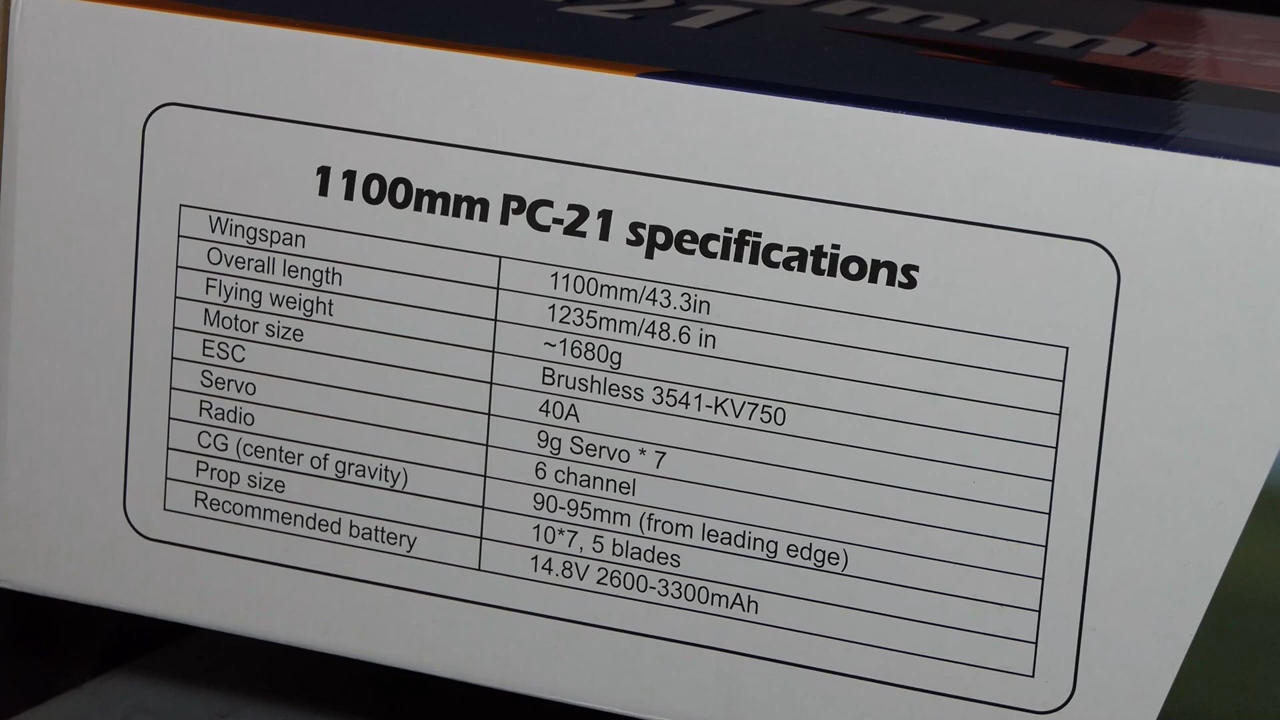 -21 mm
1100mm PC-21 specifications
Wingspan 1100mm/43.3in
Overall length 1235mm/48.6 in
Flying weight ~1680g
Motor size Brushless 3541-KV750
ESC 40A
Servo 9g Servo * 7
Radio 6 channel
CG (center of gravity) 90-95mm (from leading edge)
Prop size 10*7, 5 blades
Recommended battery 14.8V 2600-3300mAh